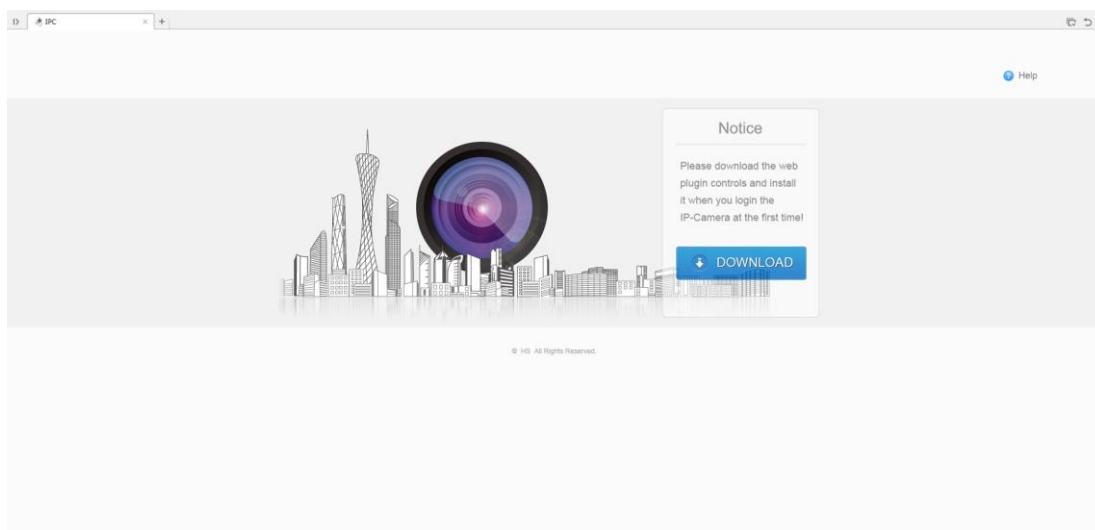 IPC
Help
Notice
Please download the web
plugin controls and install
it when you login the
IP-Camera at the first time!
DOWNLOAD
© HS All Rights Reserved.